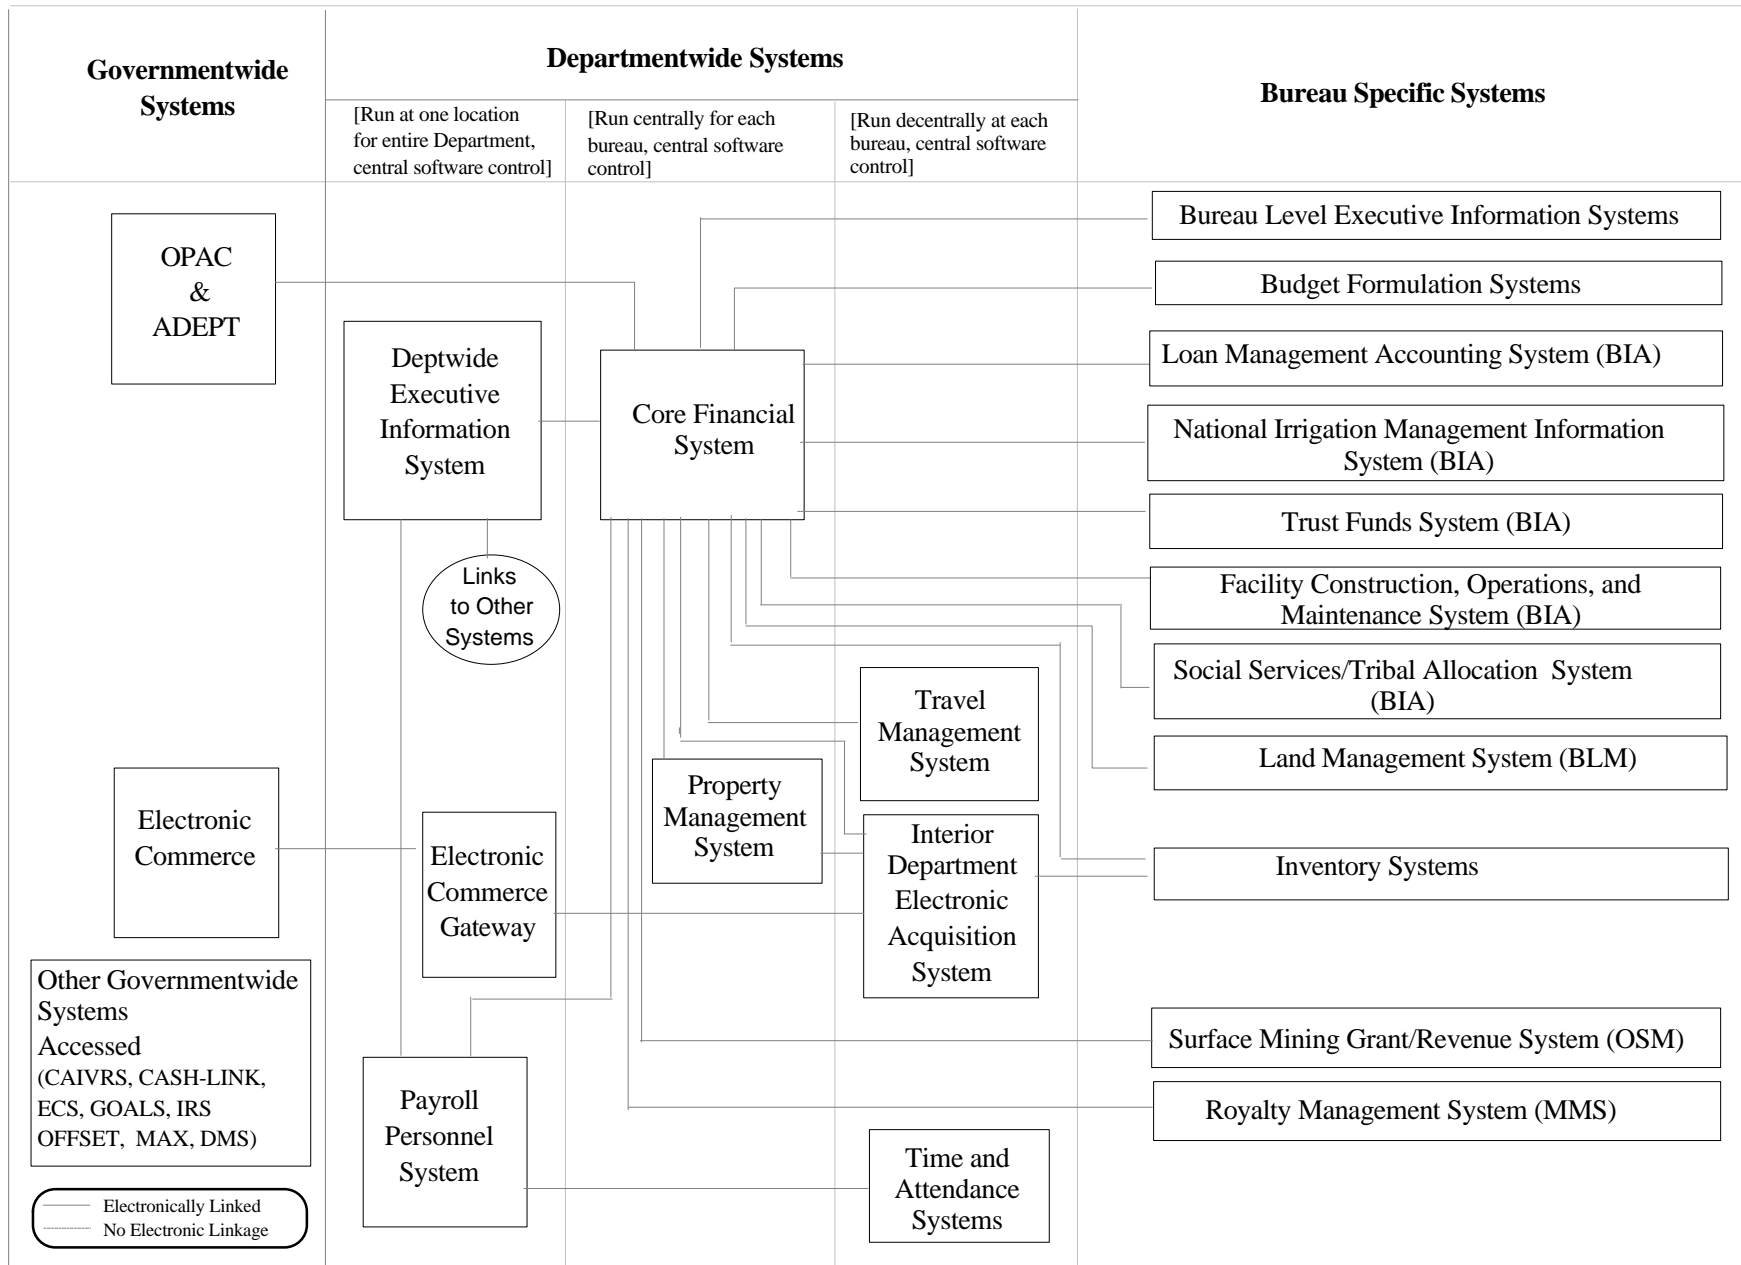 Governmentwide
Systems
Departmentwide Systems
Bureau Specific Systems
[Run at one location
for entire Department,
central software control]
[Run centrally for each
bureau, central software
control]
[Run decentrally at each
bureau, central software
control]
OPAC
&
ADEPT
Electronic
Commerce
Other Governmentwide
Systems
Accessed
(CAIVRS, CASH-LINK,
ECS, GOALS, IRS
OFFSET, MAX, DMS)
Electronically Linked
No Electronic Linkage
Deptwide
Executive
Information
System
Links
to Other
Systems
Electronic
Commerce
Gateway
Payroll
Personnel
System
Core Financial
System
Property
Management
System
Travel
Management
System
Interior
Department
Electronic
Acquisition
System
Time and
Attendance
Systems
Bureau Level Executive Information Systems
Budget Formulation Systems
Loan Management Accounting System (BIA)
National Irrigation Management Information
System (BIA)
Trust Funds System (BIA)
Facility Construction, Operations, and
Maintenance System (BIA)
Social Services/Tribal Allocation System
(BIA)
Land Management System (BLM)
Inventory Systems
Surface Mining Grant/Revenue System (OSM)
Royalty Management System (MMS)